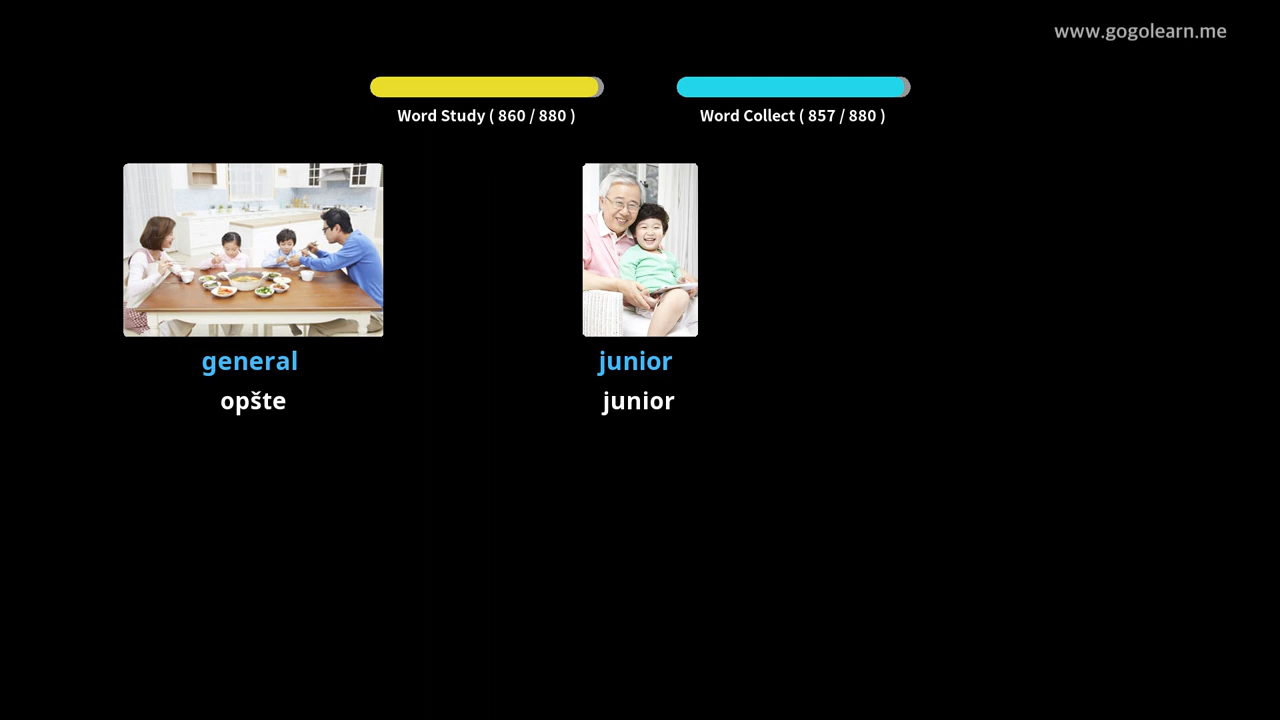 www.gogolearn.me
Word Study ( 860 / 880 )
Word Collect ( 857 / 880 )
general
opšte
junior
junior